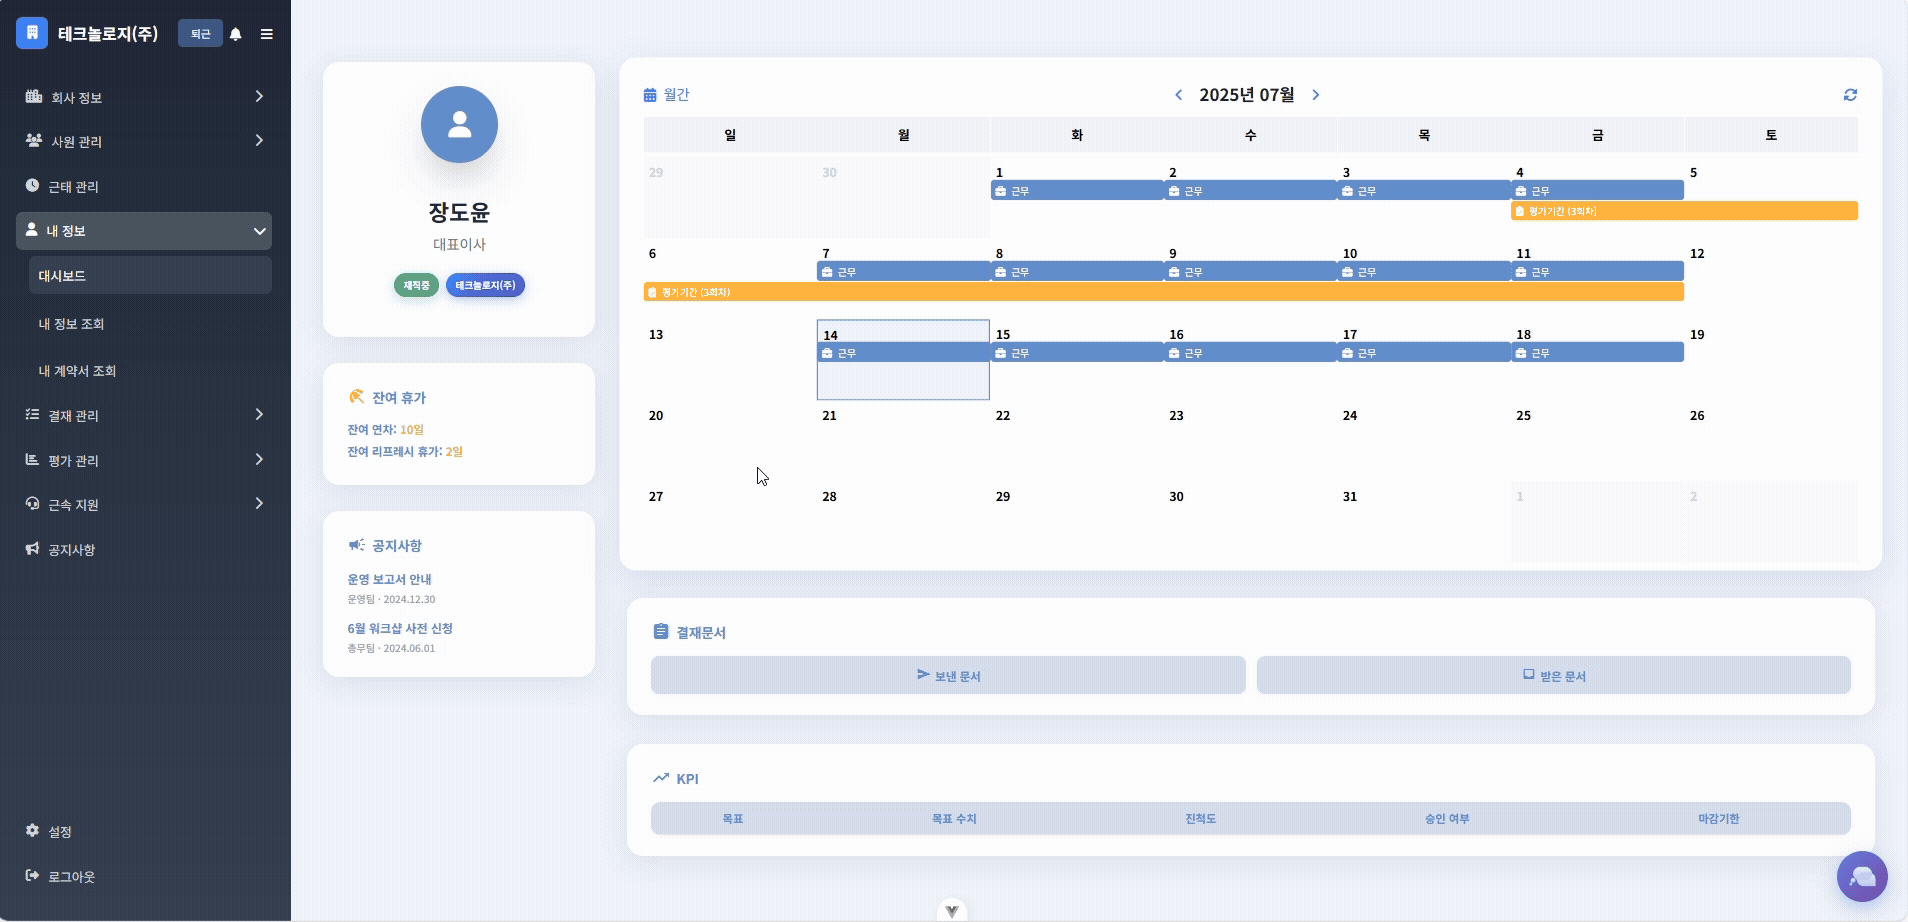 테크놀로지(주)
퇴근
회사 정보
사원 관리
근태 관리
내 정보
대시보드
내 정보 조회
내 계약서 조회
결재 관리
평가 관리
근속 지원
공지사항
설정
로그아웃
장도윤
대표이사
재직중 테크놀로지(주)
잔여 휴가
잔여 연차: 10일
잔여 리프레시 휴가: 2일
공지사항
운영 보고서 안내
운영팀 · 2024.12.30
6월 워크샵 사전 신청
총무팀 · 2024.06.01
월간
2025년 07월
일 월 화 수 목 금 토
29 30 1 2 3 4 5
근무 근무 근무 근무
평가기간 (3회차)
6 7 8 9 10 11 12
근무 근무 근무 근무 근무
평가기간 (3회차)
13 14 15 16 17 18 19
근무 근무 근무 근무 근무
20 21 22 23 24 25 26
27 28 29 30 31 1 2
결재문서
보낸 문서 받은 문서
KPI
목표 목표 수치 진척도 승인 여부 마감기한